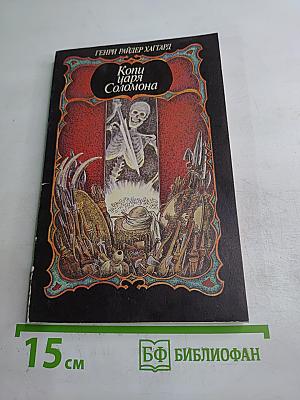 ГЕНРИ РАЙДЕР ХАГГАРД
Копи
царя
Соломона
15 см
БФ БИБЛИОФАН